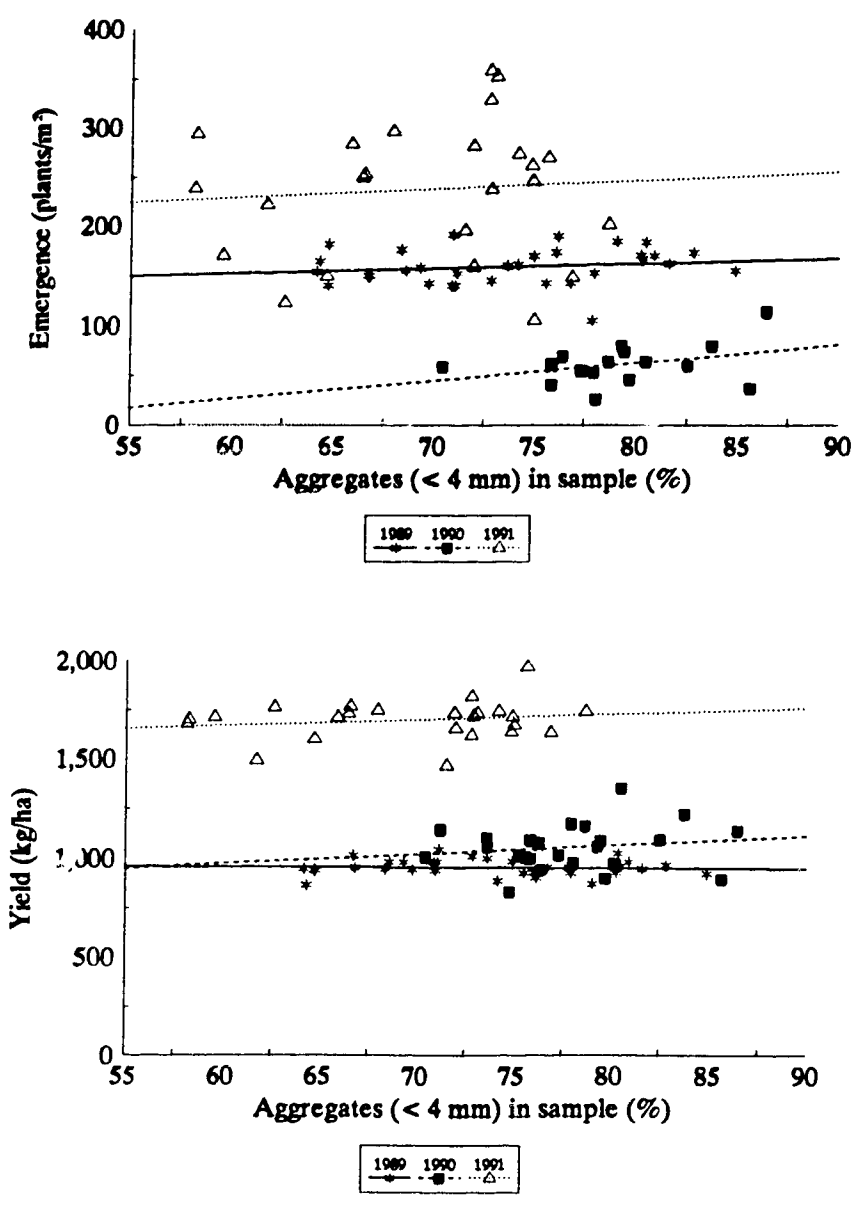 400
300
200
100
0
Emergence (plants/m²)
55 60 65 70 75 80 85 90
Aggregates (< 4 mm) in sample (%)
1989 1990 1991
2,000
1,500
1,000
500
0
Yield (kg/ha)
55 60 65 70 75 80 85 90
Aggregates (< 4 mm) in sample (%)
1989 1990 1991